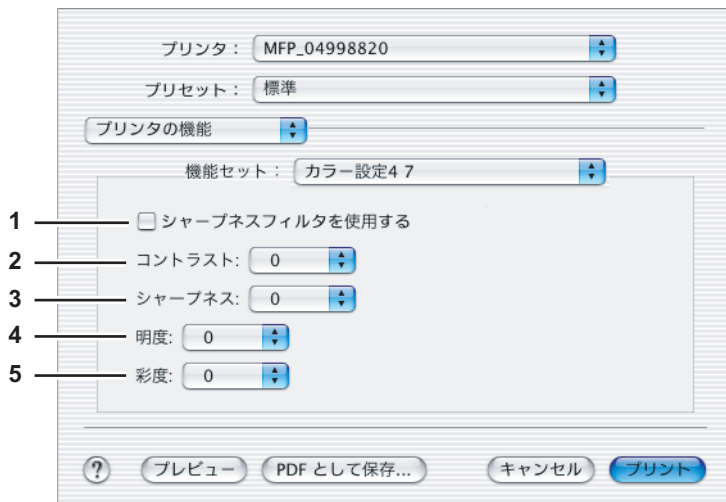 プリンタ： MFP_04998820
プリセット： 標準
プリンタの機能
機能セット： カラー設定4 7
1 シャープネスフィルタを使用する
2 コントラスト: 0
3 シャープネス: 0
4 明度: 0
5 彩度: 0
? プレビュー PDF として保存... キャンセル プリント